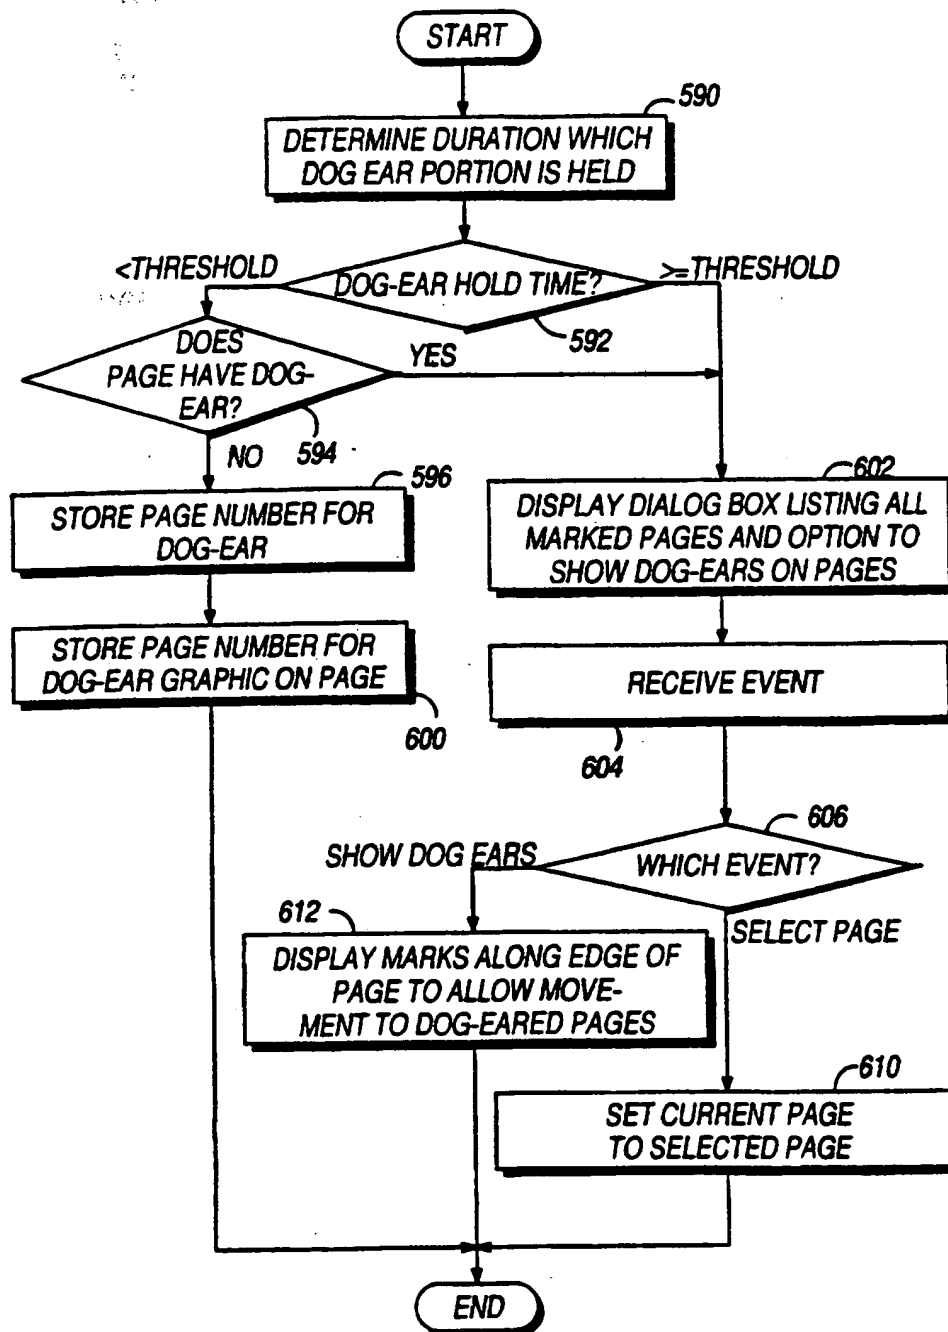 START
590
DETERMINE DURATION WHICH
DOG EAR PORTION IS HELD
<THRESHOLD
DOG-EAR HOLD TIME?
>=THRESHOLD
592
DOES
PAGE HAVE DOG-
EAR?
YES
594
NO
596
STORE PAGE NUMBER FOR
DOG-EAR
602
DISPLAY DIALOG BOX LISTING ALL
MARKED PAGES AND OPTION TO
SHOW DOG-EARS ON PAGES
STORE PAGE NUMBER FOR
DOG-EAR GRAPHIC ON PAGE
600
RECEIVE EVENT
604
606
SHOW DOG EARS
WHICH EVENT?
612
SELECT PAGE
DISPLAY MARKS ALONG EDGE OF
PAGE TO ALLOW MOVE-
MENT TO DOG-EARED PAGES
610
SET CURRENT PAGE
TO SELECTED PAGE
END